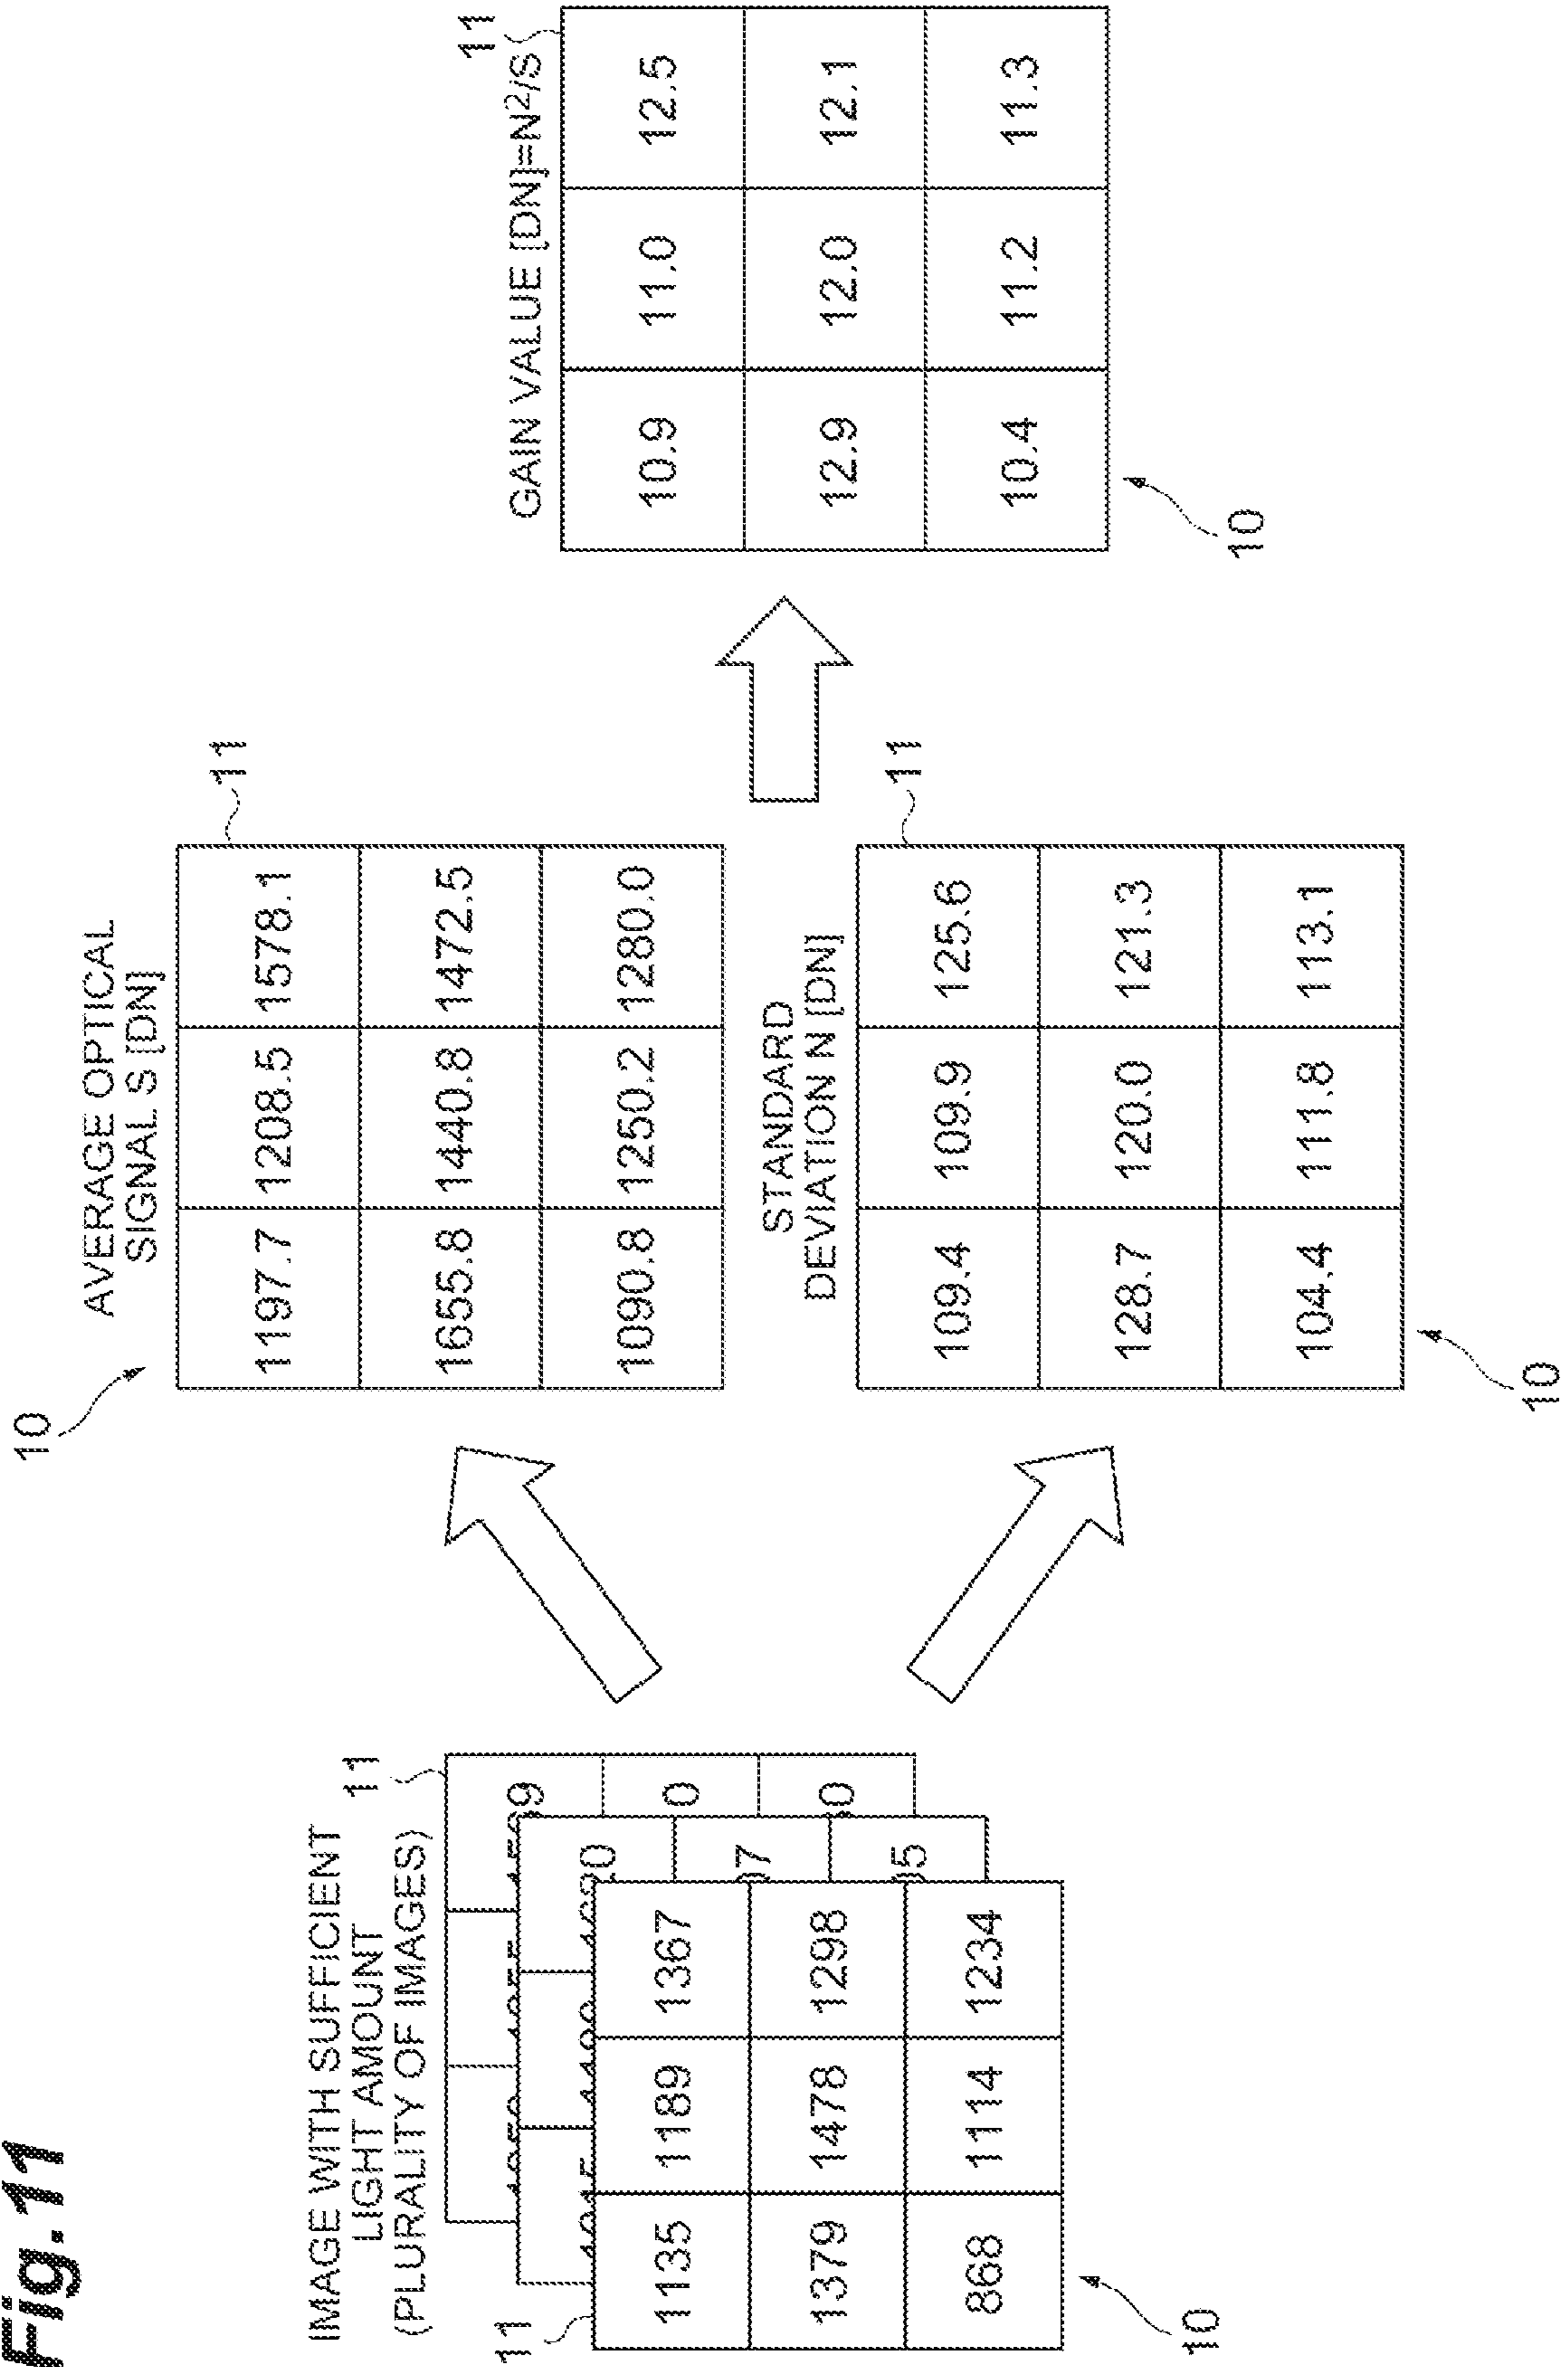 Fig.11
IMAGE WITH SUFFICIENT
LIGHT AMOUNT
(PLURALITY OF IMAGES)
11
11
1135 1189 1367
1379 1478 1298
868 1114 1234
10
10
AVERAGE OPTICAL
SIGNAL S [DN]
11
1197.7 1208.5 1578.1
1655.8 1440.8 1472.5
1090.8 1250.2 1280.0
STANDARD
DEVIATION N [DN]
11
109.4 109.9 125.6
128.7 120.0 121.3
104.4 111.8 113.1
10
GAIN VALUE [DN]=N²/S
11
10.9 11.0 12.5
12.9 12.0 12.1
10.4 11.2 11.3
10